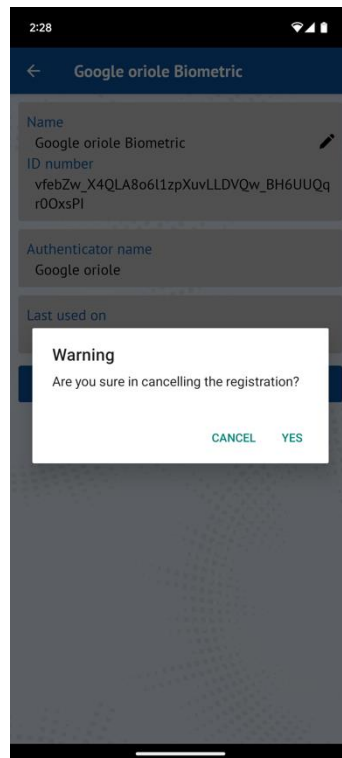 2:28
Google oriole Biometric
Name
Google oriole Biometric
ID number
vfebZw_X4QLA8o6l1zpXuvLLDVQw_BH6UUQq
r0OxsPI
Authenticator name
Google oriole
Last used on
Warning
Are you sure in cancelling the registration?
CANCEL YES